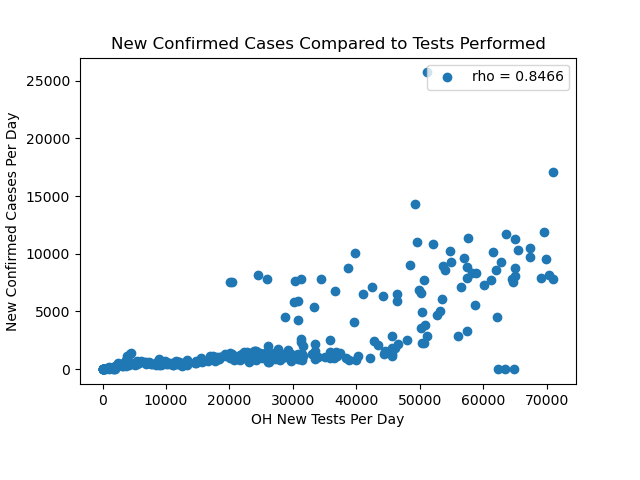 New Confirmed Cases Compared to Tests Performed
rho = 0.8466
New Confirmed Caeses Per Day
25000
20000
15000
10000
5000
0
0 10000 20000 30000 40000 50000 60000 70000
OH New Tests Per Day